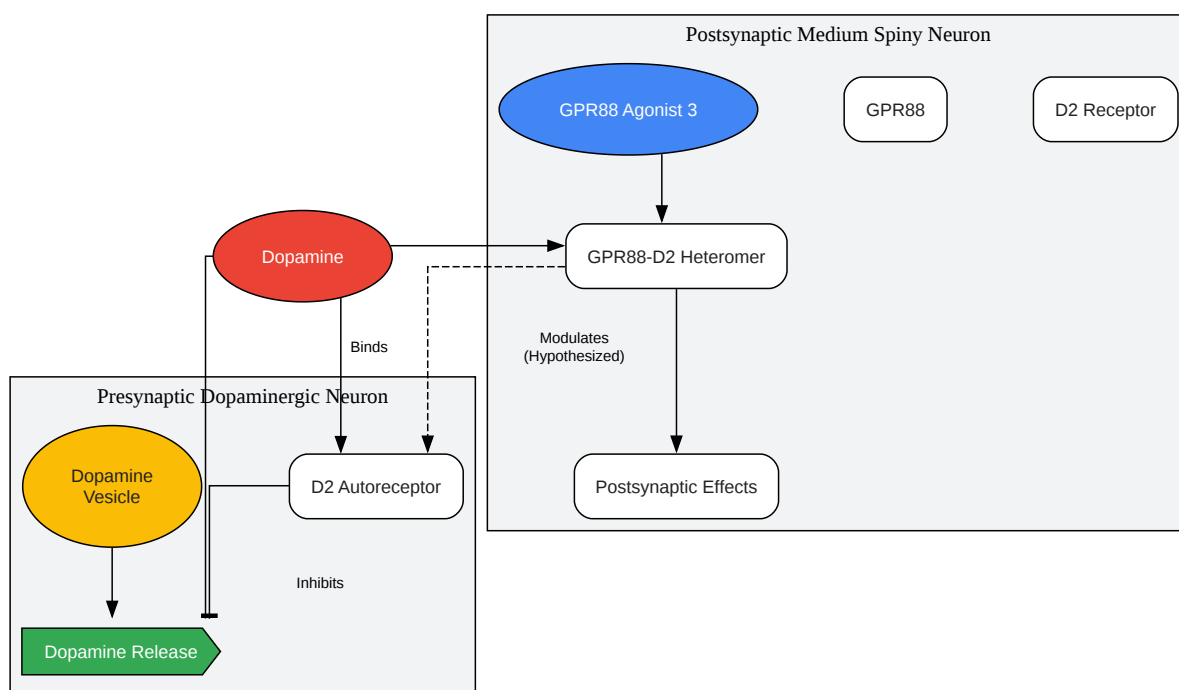 Postsynaptic Medium Spiny Neuron
GPR88 Agonist 3
GPR88
D2 Receptor
Dopamine
GPR88-D2 Heteromer
Binds
Modulates
(Hypothesized)
Presynaptic Dopaminergic Neuron
Dopamine
Vesicle
D2 Autoreceptor
Postsynaptic Effects
Inhibits
Dopamine Release